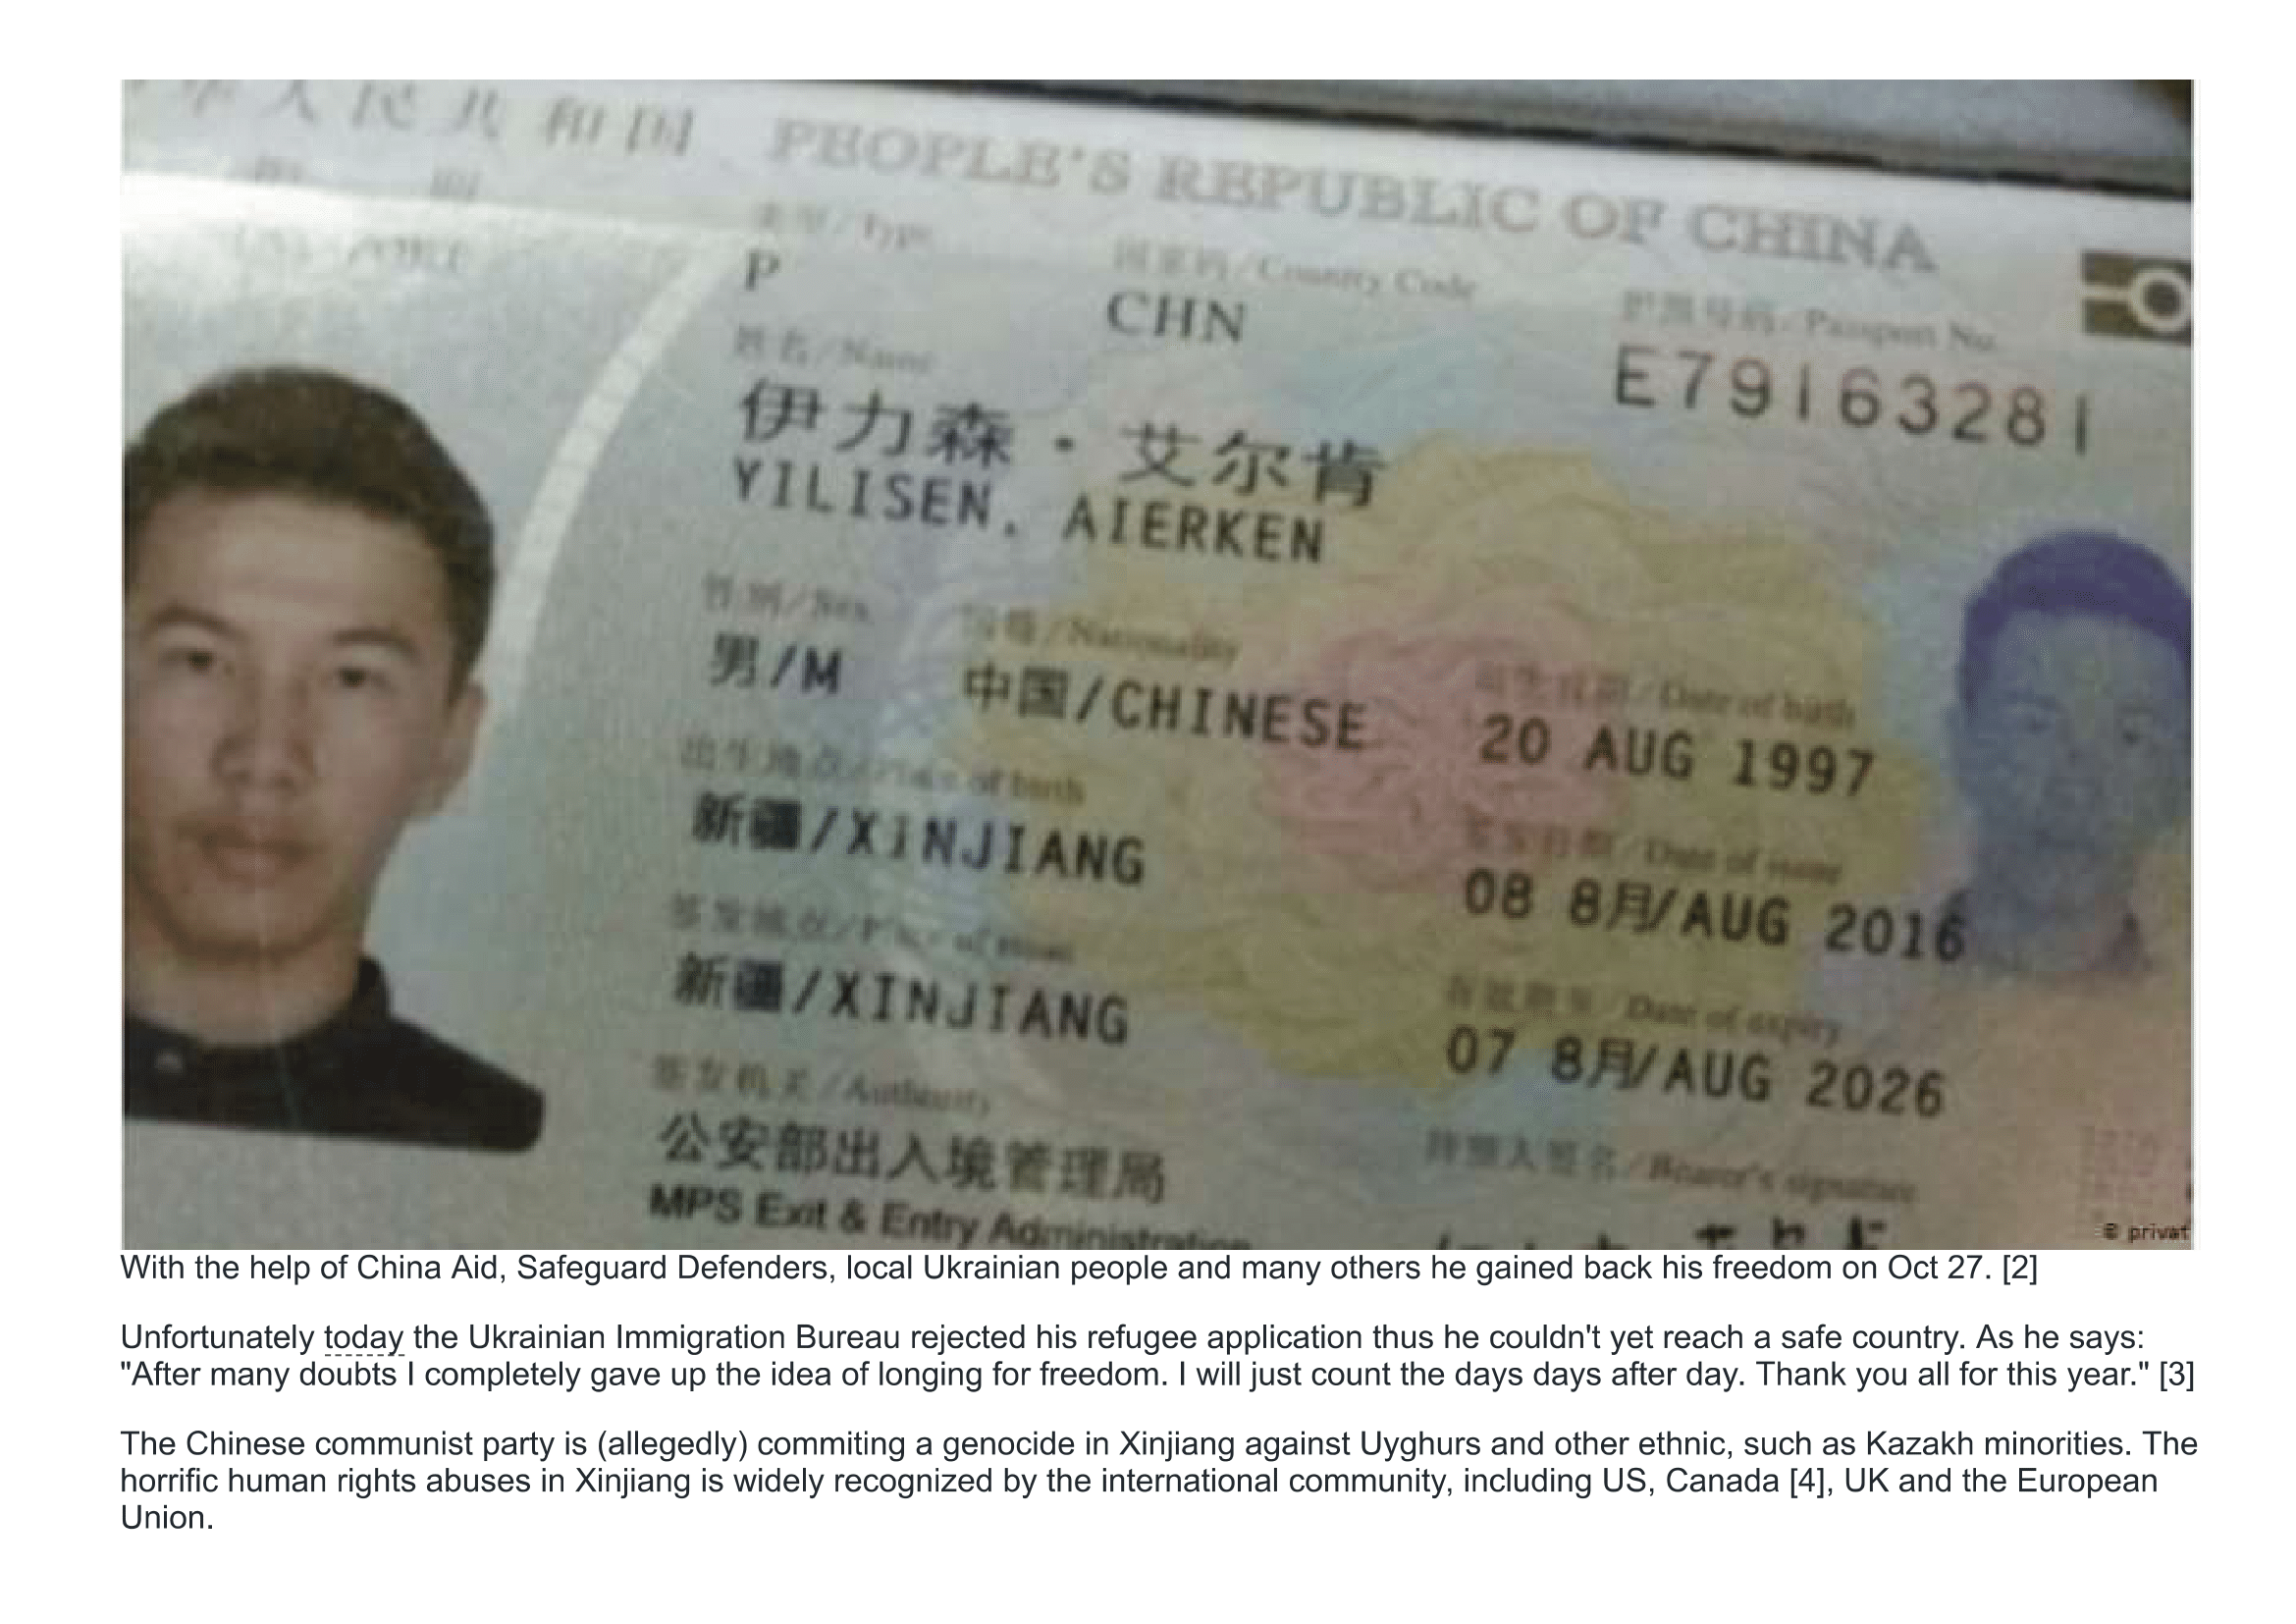 华人民共和国 PEOPLE'S REPUBLIC OF CHINA
类型/Type
国家码/Country Code
护照号码/Passport No.
P
CHN
E79163281
姓名/Name
伊力森·艾尔肯
YILISEN. AIERKEN
性别/Sex
国籍/Nationality
出生日期/Date of birth
男/M
中国/CHINESE
20 AUG 1997
出生地点/Place of birth
签发日期/Date of issue
新疆/XINJIANG
08 8月/AUG 2016
签发地点/Place of issue
有效期至/Date of expiry
新疆/XINJIANG
07 8月/AUG 2026
签发机关/Authority
持照人签名/Bearer's signature
公安部出入境管理局
MPS Exit & Entry Administration
© privat
With the help of China Aid, Safeguard Defenders, local Ukrainian people and many others he gained back his freedom on Oct 27. [2]
Unfortunately today the Ukrainian Immigration Bureau rejected his refugee application thus he couldn't yet reach a safe country. As he says:
"After many doubts I completely gave up the idea of longing for freedom. I will just count the days days after day. Thank you all for this year." [3]
The Chinese communist party is (allegedly) commiting a genocide in Xinjiang against Uyghurs and other ethnic, such as Kazakh minorities. The
horrific human rights abuses in Xinjiang is widely recognized by the international community, including US, Canada [4], UK and the European
Union.